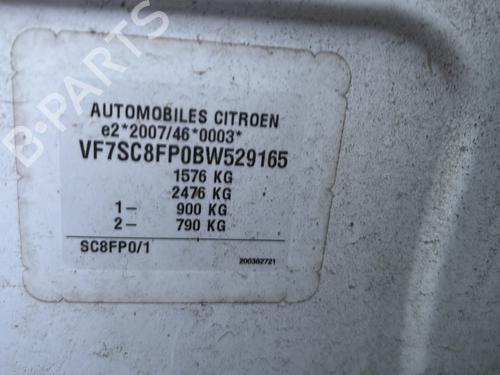 AUTOMOBILES CITROEN
e2*2007/46*0003*
VF7SC8FP0BW529165
1576 KG
2476 KG
1- 900 KG
2- 790 KG
SC8FP0/1
200362721
B-PARTS